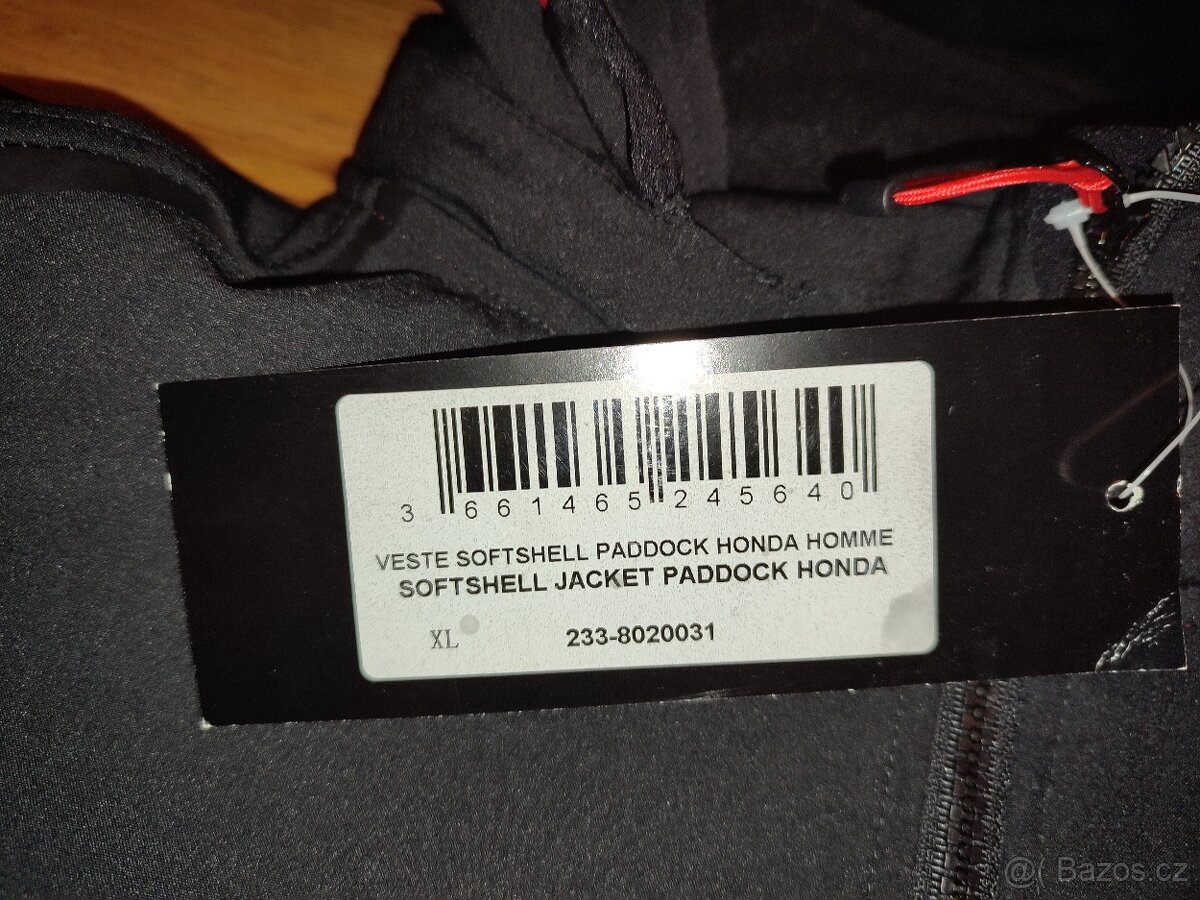 3 661465 245640
VESTE SOFTSHELL PADDOCK HONDA HOMME
SOFTSHELL JACKET PADDOCK HONDA
XL 233-8020031
@( Bazos.cz